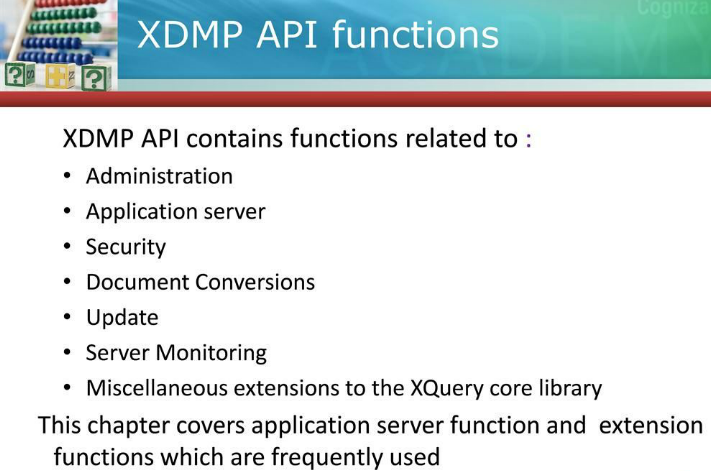 Cogniza
XDMP API functions
ACADEMY
XDMP API contains functions related to :
• Administration
• Application server
• Security
• Document Conversions
• Update
• Server Monitoring
• Miscellaneous extensions to the XQuery core library
This chapter covers application server function and extension
functions which are frequently used